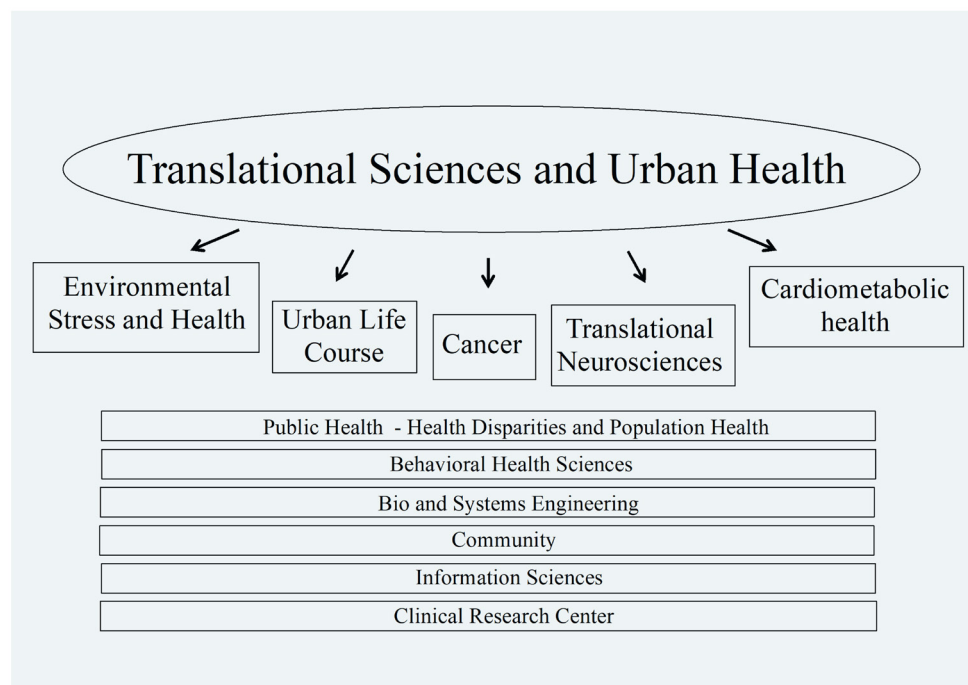 Translational Sciences and Urban Health
Environmental
Stress and Health
Urban Life
Course
Cancer
Translational
Neurosciences
Cardiometabolic
health
Public Health - Health Disparities and Population Health
Behavioral Health Sciences
Bio and Systems Engineering
Community
Information Sciences
Clinical Research Center